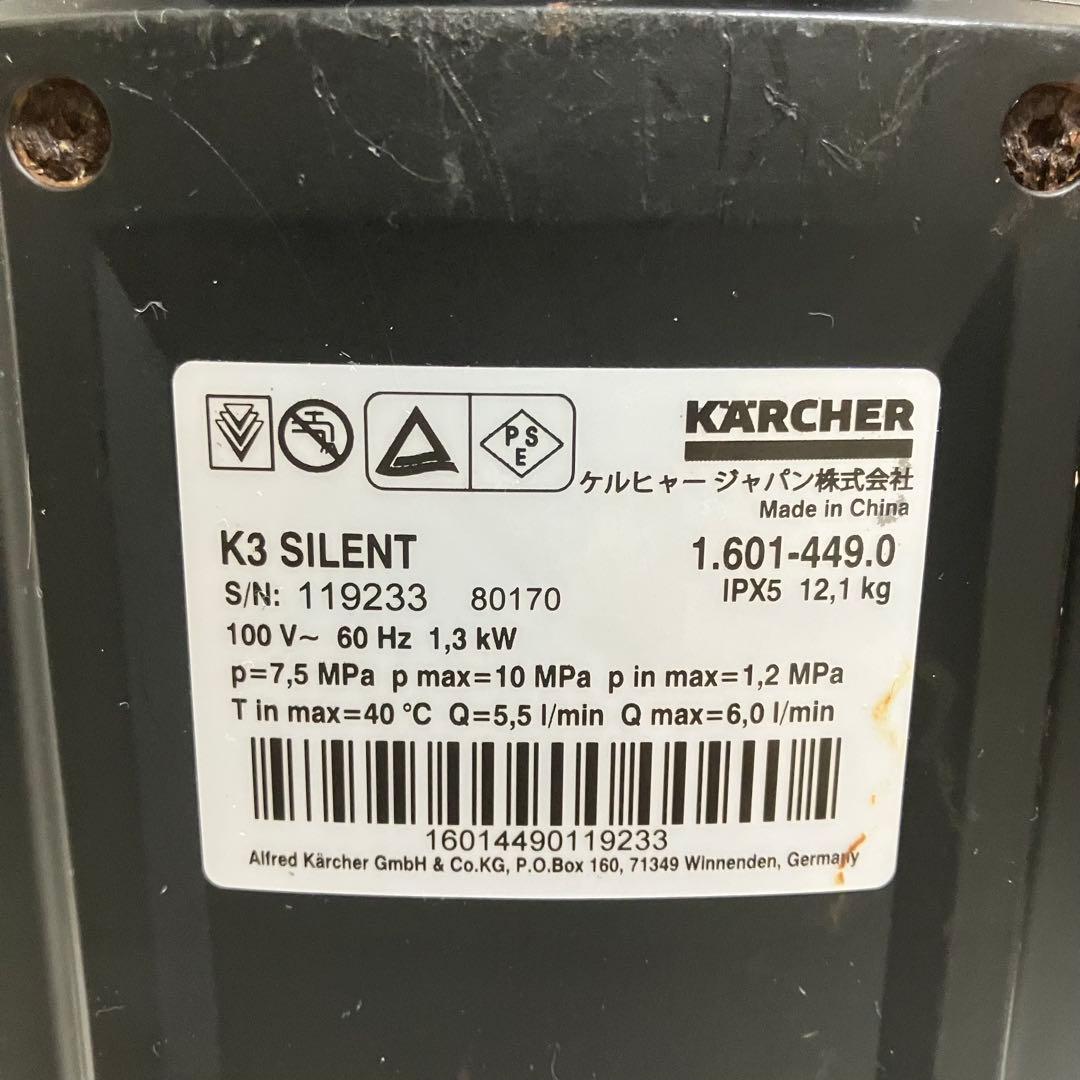 PSE
KÄRCHER
ケルヒャー ジャパン株式会社
Made in China
K3 SILENT
1.601-449.0
S/N: 119233 80170
IPX5 12,1 kg
100 V~ 60 Hz 1,3 kW
p=7,5 MPa p max=10 MPa p in max=1,2 MPa
T in max=40 °C Q=5,5 l/min Q max=6,0 l/min
16014490119233
Alfred Kärcher GmbH & Co.KG, P.O.Box 160, 71349 Winnenden, Germany